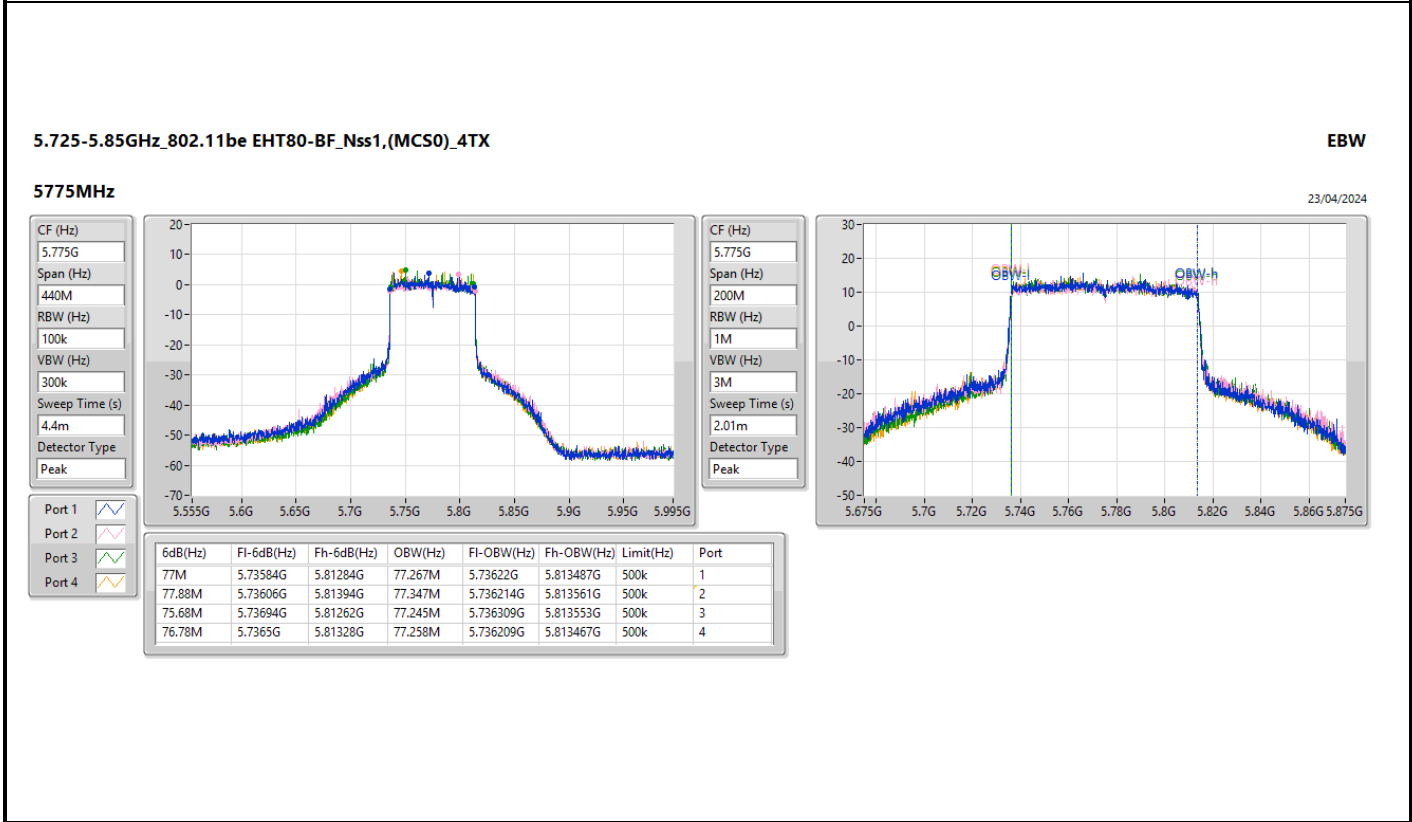 5.725-5.85GHz_802.11be EHT80-BF_Nss1,(MCS0)_4TX EBW
5775MHz
23/04/2024
CF (Hz)
5.775G
Span (Hz)
440M
RBW (Hz)
100k
VBW (Hz)
300k
Sweep Time (s)
4.4m
Detector Type
Peak
20
10
0
-10
-20
-30
-40
-50
-60
-70
5.555G 5.6G 5.65G 5.7G 5.75G 5.8G 5.85G 5.9G 5.95G 5.995G
CF (Hz)
5.775G
Span (Hz)
200M
RBW (Hz)
1M
VBW (Hz)
3M
Sweep Time (s)
2.01m
Detector Type
Peak
30
20
10
0
-10
-20
-30
-40
-50
OBW-l OBW-h
5.675G 5.7G 5.72G 5.74G 5.76G 5.78G 5.8G 5.82G 5.84G 5.866G 5.875G
Port 1
Port 2
Port 3
Port 4
6dB(Hz) Fl-6dB(Hz) Fh-6dB(Hz) OBW(Hz) Fl-OBW(Hz) Fh-OBW(Hz) Limit(Hz) Port
77M 5.73584G 5.81284G 77.267M 5.73622G 5.813487G 500k 1
77.88M 5.73606G 5.81394G 77.347M 5.736214G 5.813561G 500k 2
75.68M 5.73694G 5.81262G 77.245M 5.736309G 5.813553G 500k 3
76.78M 5.7365G 5.81328G 77.258M 5.736209G 5.813467G 500k 4